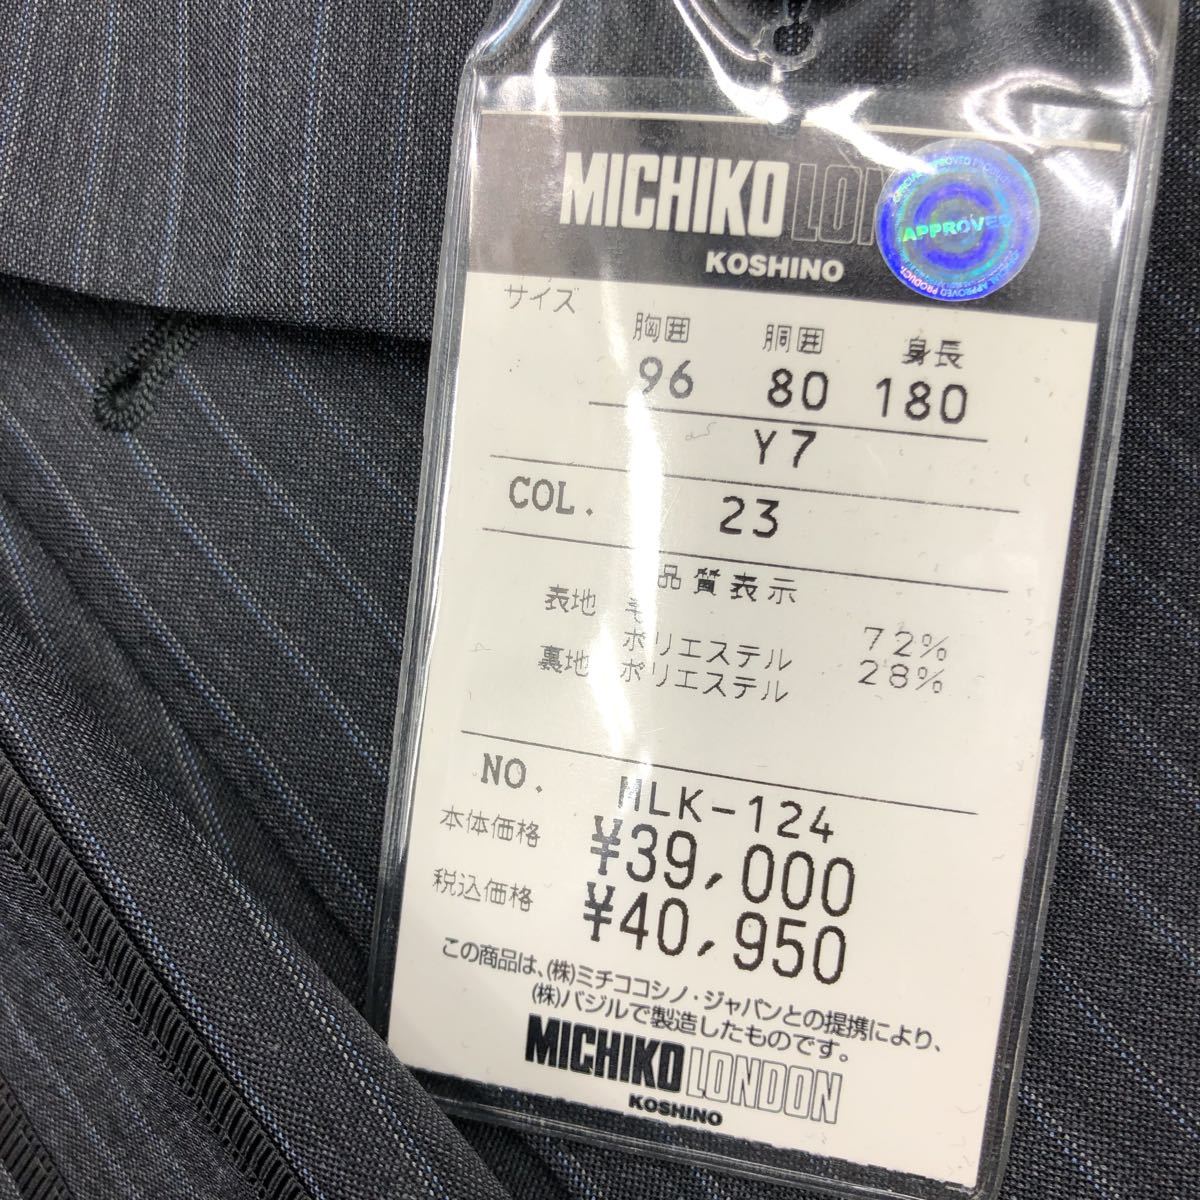 MICHIKO LON
KOSHINO
APPROVED
サイズ 胸囲 胴囲 身長
96 80 180
Y7
COL. 23
品質表示
表地 毛 72%
ポリエステル 28%
裏地 ポリエステル
NO. MLK-124
本体価格 ¥39,000
税込価格 ¥40,950
この商品は、(株)ミチココシノ・ジャパンとの提携により、
(株)バジルで製造したものです。
MICHIKO LONDON
KOSHINO